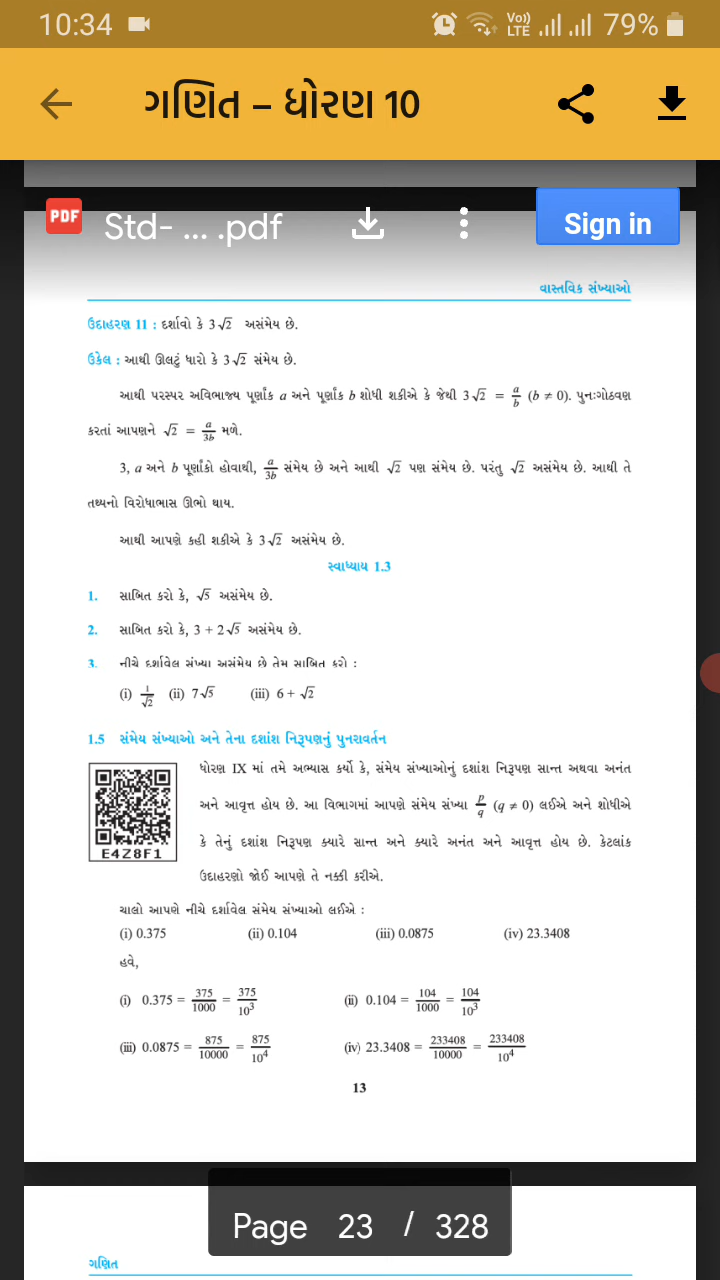 10:34 Vo)) LTE 79%
ગણિત – ધોરણ 10
PDF Std- ... .pdf Sign in
વાસ્તવિક સંખ્યાઓ
ઉદાહરણ 11 : દર્શાવો કે 3√2 અસંમેય છે.
ઉકેલ : આથી ઊલટું ધારો કે 3√2 સંમેય છે.
આથી પરસ્પર અવિભાજ્ય પૂર્ણાંક a અને પૂર્ણાંક b શોધી શકીએ કે જેથી 3√2 = a/b (b ≠ 0). પુનઃગોઠવણ
કરતાં આપણને √2 = a/3b મળે.
3, a અને b પૂર્ણાંકો હોવાથી, a/3b સંમેય છે અને આથી √2 પણ સંમેય છે. પરંતુ √2 અસંમેય છે. આથી તે
તથ્યનો વિરોધાભાસ ઊભો થાય.
આથી આપણે કહી શકીએ કે 3√2 અસંમેય છે.
સ્વાધ્યાય 1.3
1. સાબિત કરો કે, √5 અસંમેય છે.
2. સાબિત કરો કે, 3 + 2√5 અસંમેય છે.
3. નીચે દર્શાવેલ સંખ્યા અસંમેય છે તેમ સાબિત કરો :
(i) 1/√2 (ii) 7√5 (iii) 6 + √2
1.5 સંમેય સંખ્યાઓ અને તેના દશાંશ નિરૂપણનું પુનરાવર્તન
ધોરણ IX માં તમે અભ્યાસ કર્યો કે, સંમેય સંખ્યાઓનું દશાંશ નિરૂપણ સાન્ત અથવા અનંત
અને આવૃત્ત હોય છે. આ વિભાગમાં આપણે સંમેય સંખ્યા p/q (q ≠ 0) લઈએ અને શોધીએ
કે તેનું દશાંશ નિરૂપણ ક્યારે સાન્ત અને ક્યારે અનંત અને આવૃત્ત હોય છે. કેટલાંક
E4Z8F1
ઉદાહરણો જોઈ આપણે તે નક્કી કરીએ.
ચાલો આપણે નીચે દર્શાવેલ સંમેય સંખ્યાઓ લઈએ :
(i) 0.375 (ii) 0.104 (iii) 0.0875 (iv) 23.3408
હવે,
(i) 0.375 = 375/1000 = 375/10³ (ii) 0.104 = 104/1000 = 104/10³
(iii) 0.0875 = 875/10000 = 875/10⁴ (iv) 23.3408 = 233408/10000 = 233408/10⁴
13
Page 23 / 328
ગણિત